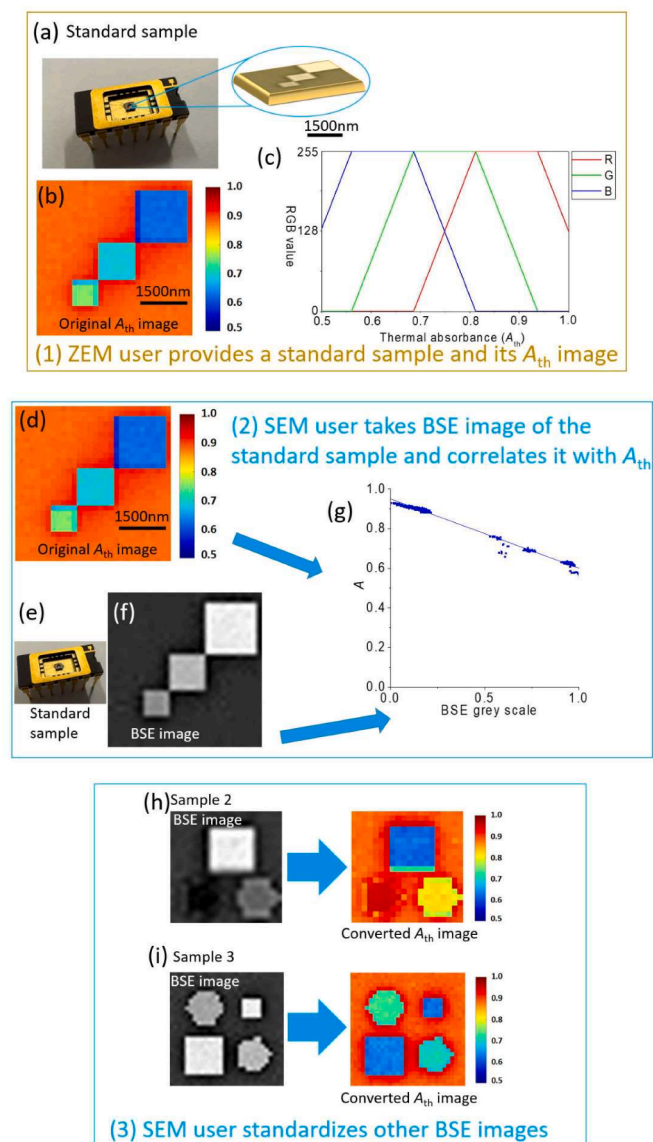 (a) Standard sample
1500nm
(b)
1.0
0.9
0.8
0.7
0.6
0.5
1500nm
Original Ath image
(c)
255
128
0
RGB value
0.5 0.6 0.7 0.8 0.9 1.0
Thermal absorbance (Ath)
R
G
B
(1) ZEM user provides a standard sample and its Ath image
(d)
1.0
0.9
0.8
0.7
0.6
0.5
1500nm
Original Ath image
(2) SEM user takes BSE image of the
standard sample and correlates it with Ath
(e)
Standard
sample
(f)
BSE image
(g)
1.0
0.8
0.6
0.4
0.2
0.0
A
0.0 0.5 1.0
BSE grey scale
(h) Sample 2
BSE image
1.0
0.9
0.8
0.7
0.6
0.5
Converted Ath image
(i) Sample 3
BSE image
1.0
0.9
0.8
0.7
0.6
0.5
Converted Ath image
(3) SEM user standardizes other BSE images